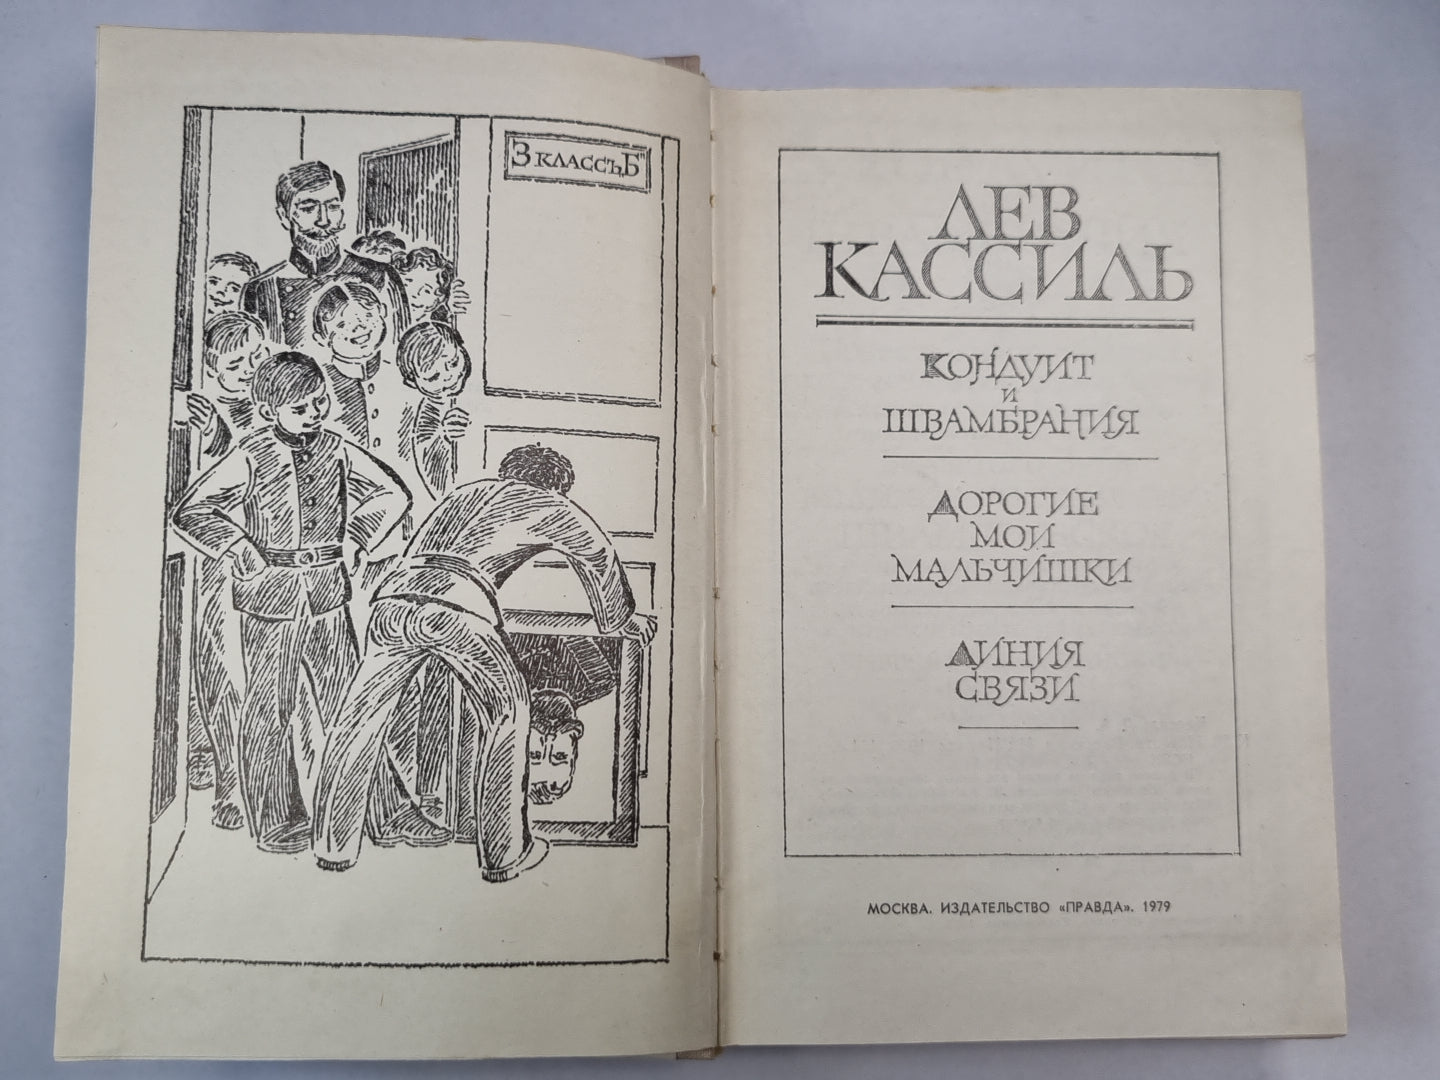 3 КЛАССЪ „Б"
ЛЕВ
КАССИЛЬ
КОНДУИТ
И
ШВАМБРАНИЯ
ДОРОГИЕ
МОИ
МАЛЬЧИШКИ
ЛИНИЯ
СВЯЗИ
МОСКВА. ИЗДАТЕЛЬСТВО «ПРАВДА». 1979